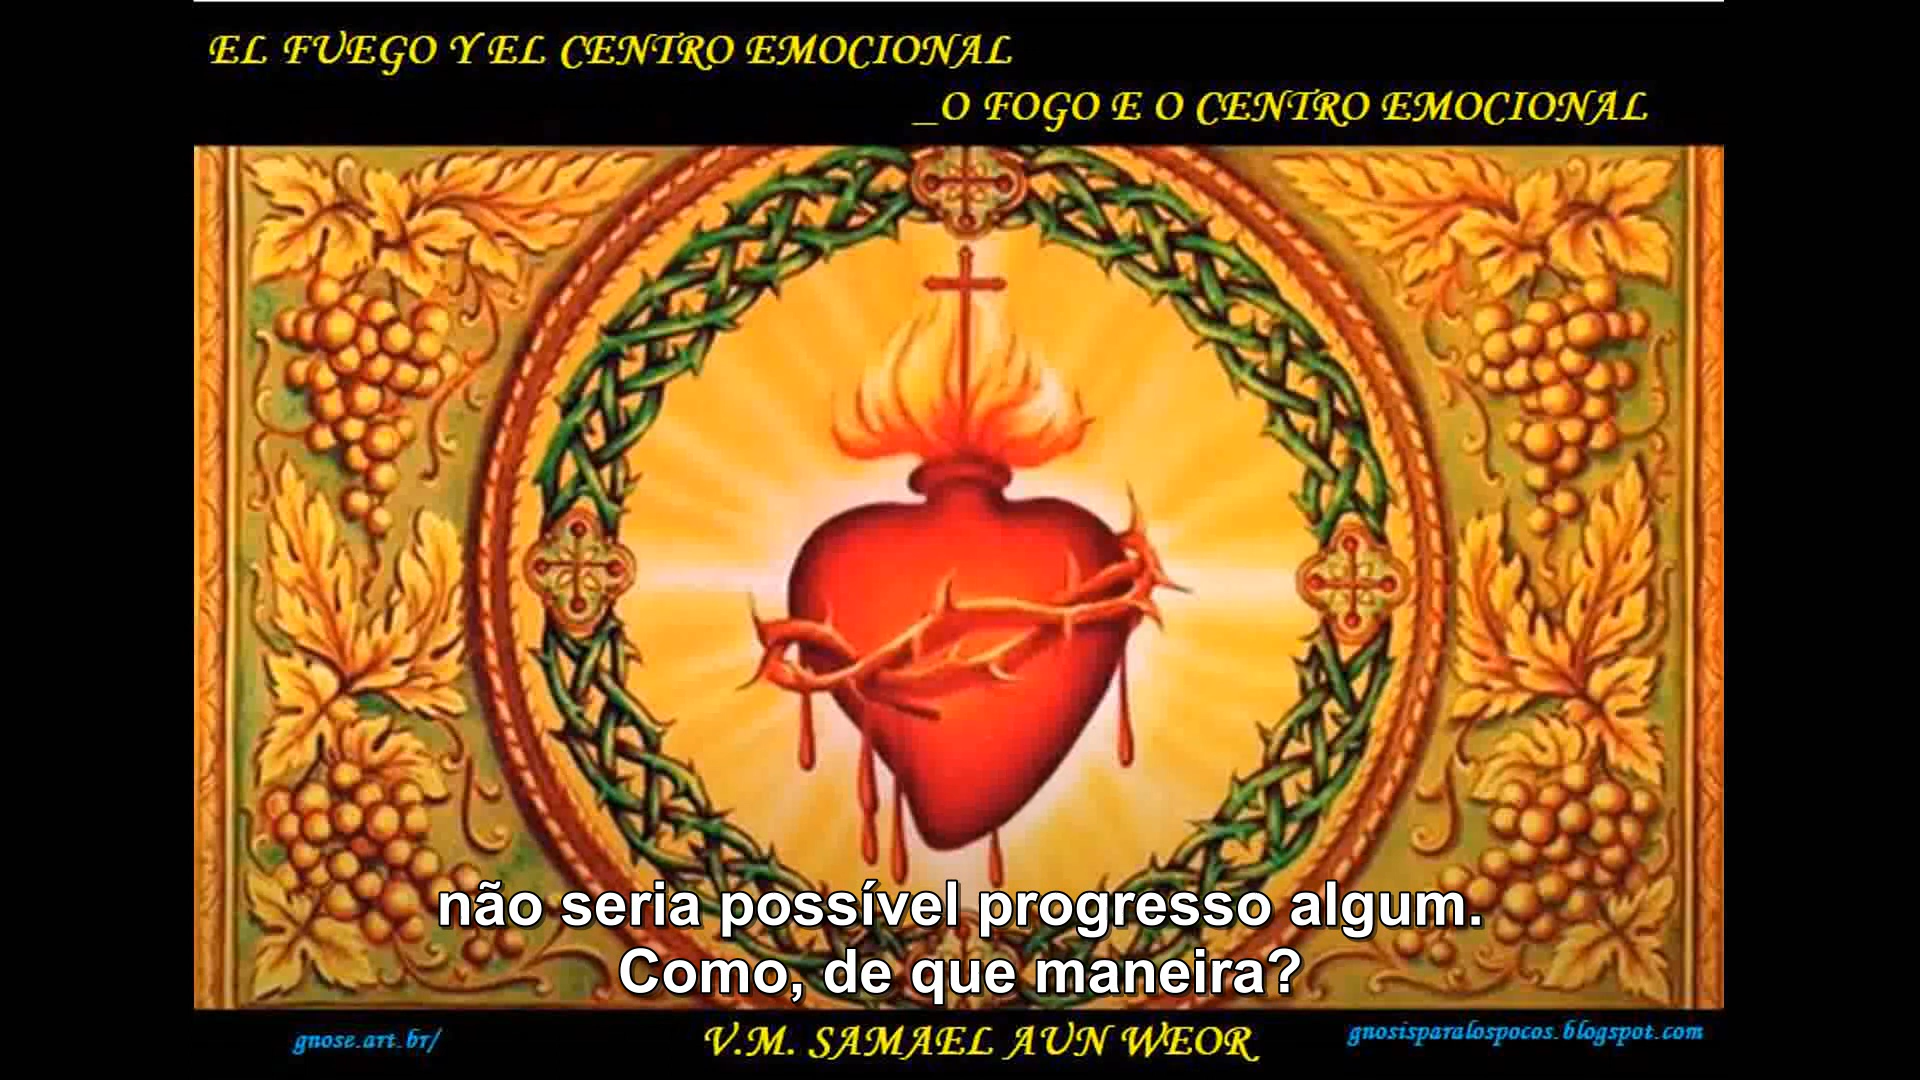 EL FUEGO Y EL CENTRO EMOCIONAL
_O FOGO E O CENTRO EMOCIONAL
não seria possível progresso algum.
Como, de que maneira?
gnose.art.br/
V.M. SAMAEL AUN WEOR
gnosisparalospocos.blogspot.com